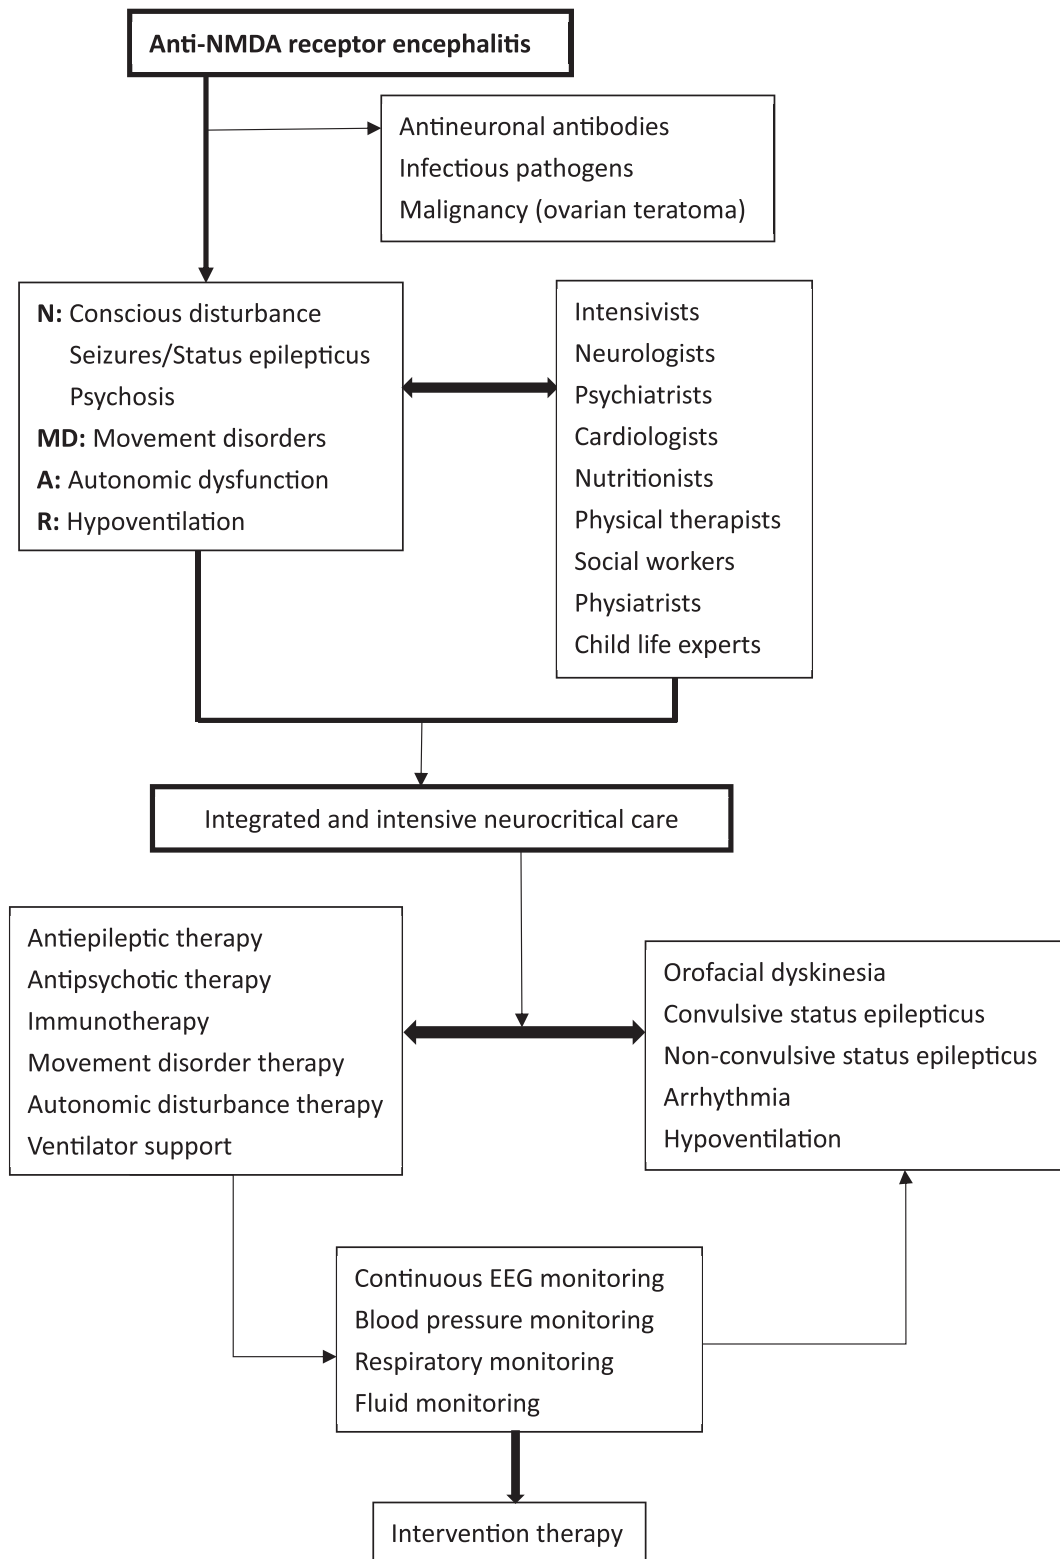 Anti-NMDA receptor encephalitis
Antineuronal antibodies
Infectious pathogens
Malignancy (ovarian teratoma)
N: Conscious disturbance
Seizures/Status epilepticus
Psychosis
MD: Movement disorders
A: Autonomic dysfunction
R: Hypoventilation
Intensivists
Neurologists
Psychiatrists
Cardiologists
Nutritionists
Physical therapists
Social workers
Physiatrists
Child life experts
Integrated and intensive neurocritical care
Antiepileptic therapy
Antipsychotic therapy
Immunotherapy
Movement disorder therapy
Autonomic disturbance therapy
Ventilator support
Orofacial dyskinesia
Convulsive status epilepticus
Non-convulsive status epilepticus
Arrhythmia
Hypoventilation
Continuous EEG monitoring
Blood pressure monitoring
Respiratory monitoring
Fluid monitoring
Intervention therapy